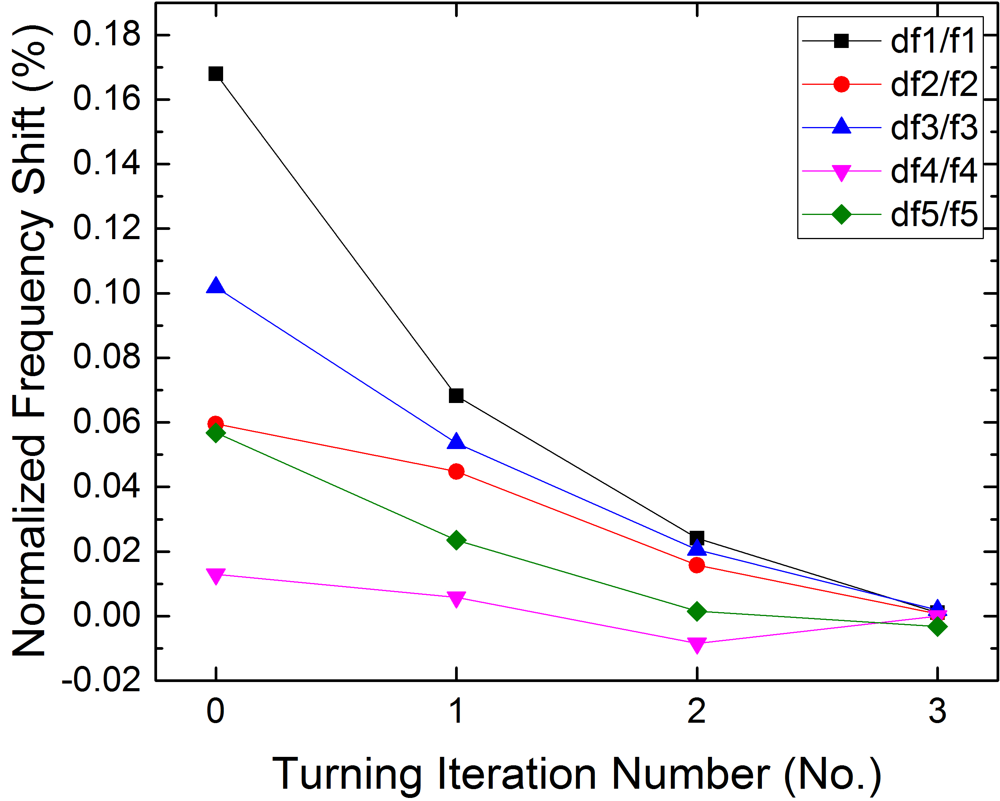 Normalized Frequency Shift (%)
0.18
0.16
0.14
0.12
0.10
0.08
0.06
0.04
0.02
0.00
-0.02
df1/f1
df2/f2
df3/f3
df4/f4
df5/f5
0 1 2 3
Turning Iteration Number (No.)